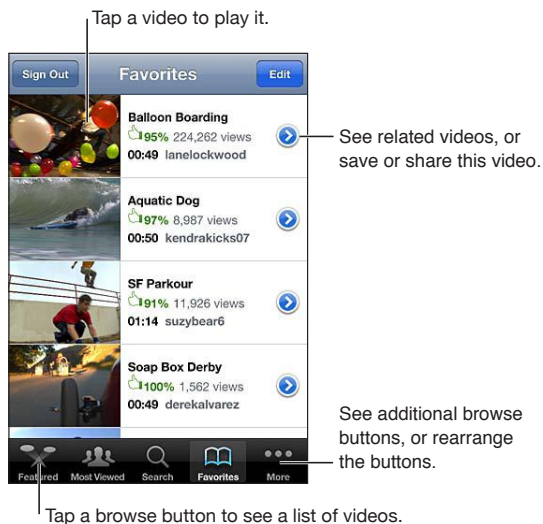 Tap a video to play it.
Sign Out
Favorites
Edit
Balloon Boarding
95% 224,262 views
00:49 lanelockwood
See related videos, or
save or share this video.
Aquatic Dog
97% 8,987 views
00:50 kendrakicks07
SF Parkour
91% 11,926 views
01:14 suzybear6
Soap Box Derby
100% 1,562 views
00:49 derekalvarez
See additional browse
buttons, or rearrange
the buttons.
Featured Most Viewed Search Favorites More
Tap a browse button to see a list of videos.